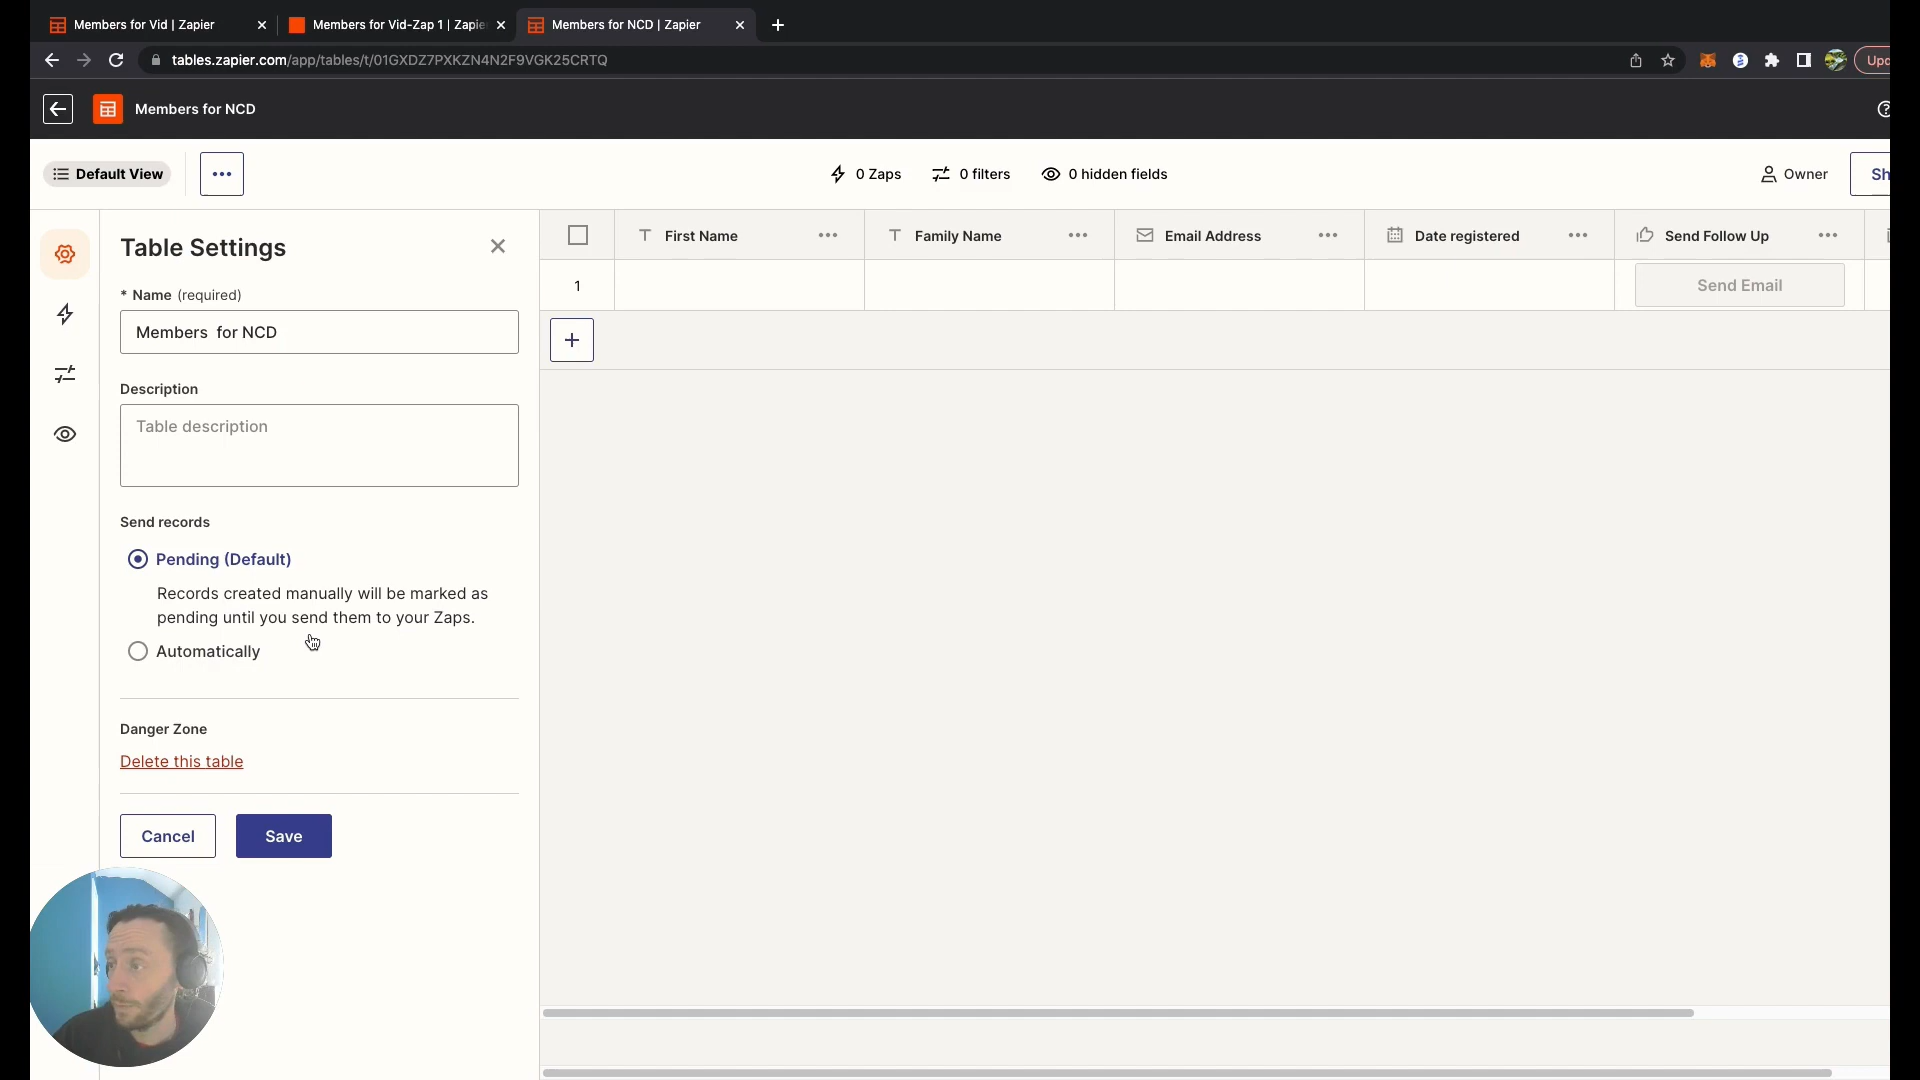 Members for Vid | Zapier
Members for Vid-Zap 1 | Zapie
Members for NCD | Zapier
tables.zapier.com/app/tables/t/01GXDZ7PXKZN4N2F9VGK25CRTQ
Upd
Members for NCD
Default View
0 Zaps
0 filters
0 hidden fields
Owner
Sh
Table Settings
* Name (required)
Members  for NCD
Description
Table description
Send records
Pending (Default)
Records created manually will be marked as
pending until you send them to your Zaps.
Automatically
Danger Zone
Delete this table
Cancel
Save
First Name
Family Name
Email Address
Date registered
Send Follow Up
1
Send Email